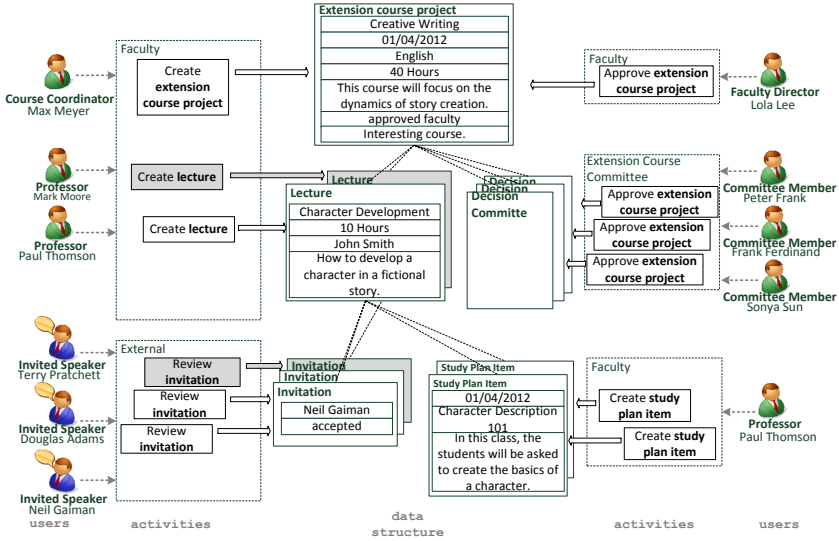 Extension course project
Creative Writing
01/04/2012
English
40 Hours
This course will focus on the
dynamics of story creation.
approved faculty
Interesting course.
Faculty
Create
extension
course project
Course Coordinator
Max Meyer
Faculty
Approve extension
course project
Faculty Director
Lola Lee
Professor
Mark Moore
Create lecture
Professor
Paul Thomson
Create lecture
Lecture
Lecture
Character Development
10 Hours
John Smith
How to develop a
character in a fictional
story.
Decision
Decision
Decision
Committe
Extension Course
Committee
Approve extension
course project
Approve extension
course project
Approve extension
course project
Committee Member
Peter Frank
Committee Member
Frank Ferdinand
Committee Member
Sonya Sun
Invited Speaker
Terry Pratchett
Invited Speaker
Douglas Adams
Invited Speaker
Neil Gaiman
External
Review
invitation
Review
invitation
Review
invitation
Invitation
Invitation
Invitation
Neil Gaiman
accepted
Study Plan Item
Study Plan Item
01/04/2012
Character Description
101
In this class, the
students will be asked
to create the basics of
a character.
Faculty
Create study
plan item
Create study
plan item
Professor
Paul Thomson
users
activities
data
structure
activities
users